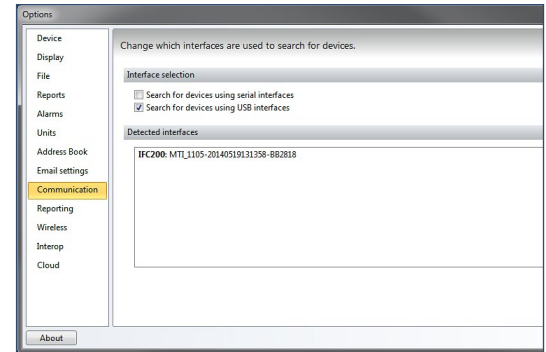 Options
Device
Display
File
Reports
Alarms
Units
Address Book
Email settings
Communication
Reporting
Wireless
Interop
Cloud
About
Change which interfaces are used to search for devices.
Interface selection
Search for devices using serial interfaces
Search for devices using USB interfaces
Detected interfaces
IFC200: MTI_1105-20140519131358-BB2818